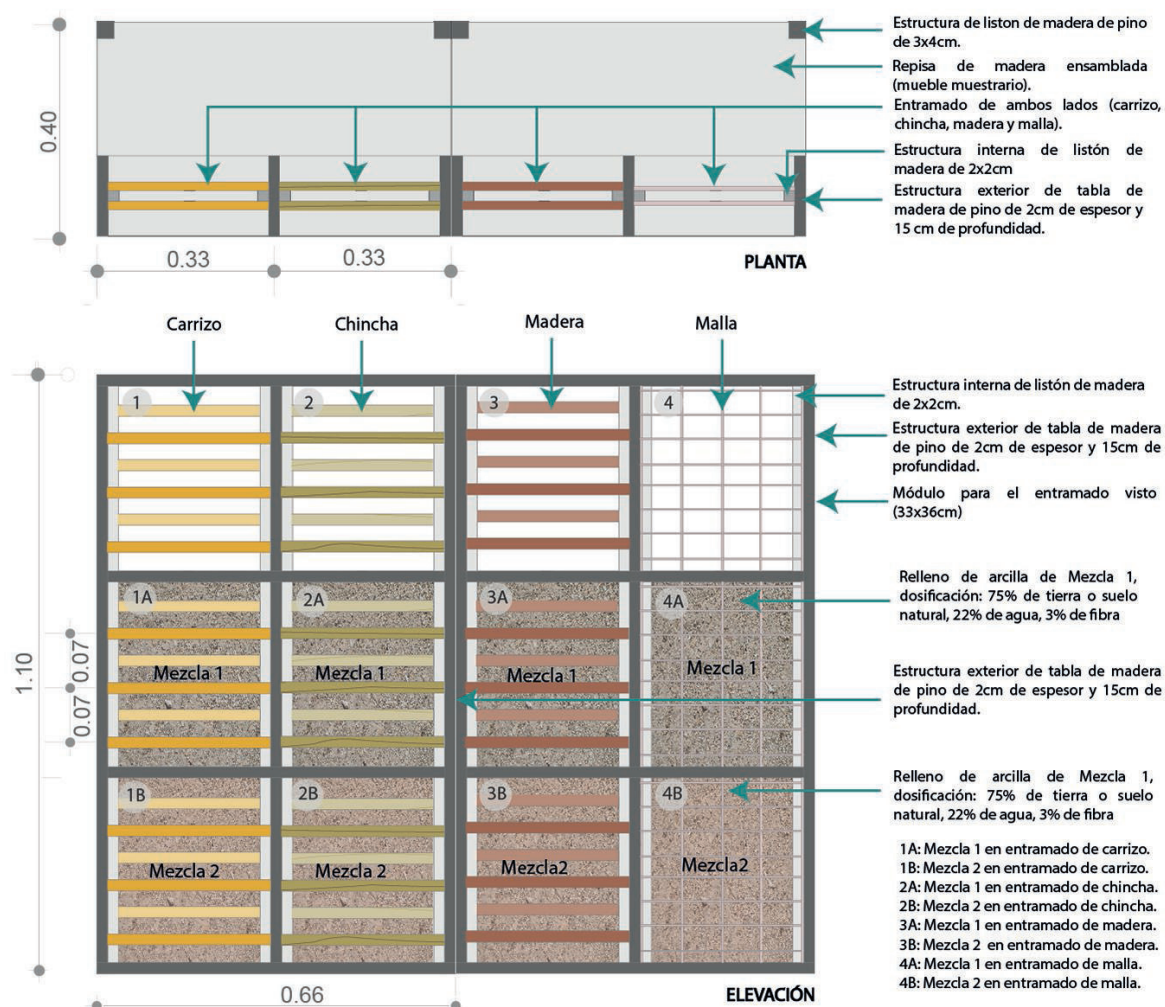 Estructura de liston de madera de pino
de 3x4cm.
Repisa de madera ensamblada
(mueble muestrario).
Entramado de ambos lados (carrizo,
chincha, madera y malla).
Estructura interna de listón de
madera de 2x2cm
Estructura exterior de tabla de
madera de pino de 2cm de espesor y
15 cm de profundidad.
0.40
0.33
0.33
PLANTA
Carrizo
Chincha
Madera
Malla
1
2
3
4
Estructura interna de listón de madera
de 2x2cm.
Estructura exterior de tabla de madera
de pino de 2cm de espesor y 15cm de
profundidad.
Módulo para el entramado visto
(33x36cm)
1A
2A
3A
4A
Relleno de arcilla de Mezcla 1,
dosificación: 75% de tierra o suelo
natural, 22% de agua, 3% de fibra
1.10
0.07
0.07
Mezcla 1
Mezcla 1
Mezcla 1
Mezcla 1
Estructura exterior de tabla de madera
de pino de 2cm de espesor y 15cm de
profundidad.
1B
2B
3B
4B
Relleno de arcilla de Mezcla 1,
dosificación: 75% de tierra o suelo
natural, 22% de agua, 3% de fibra
Mezcla 2
Mezcla 2
Mezcla2
Mezcla2
1A: Mezcla 1 en entramado de carrizo.
1B: Mezcla 2 en entramado de carrizo.
2A: Mezcla 1 en entramado de chincha.
2B: Mezcla 2 en entramado de chincha.
3A: Mezcla 1 en entramado de madera.
3B: Mezcla 2 en entramado de madera.
4A: Mezcla 1 en entramado de malla.
4B: Mezcla 2 en entramado de malla.
0.66
ELEVACIÓN